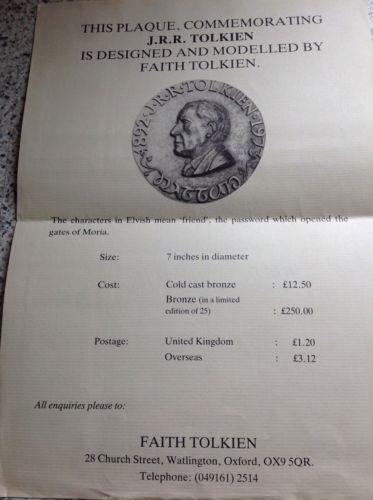 THIS PLAQUE, COMMEMORATING
J.R.R. TOLKIEN
IS DESIGNED AND MODELLED BY
FAITH TOLKIEN.
1892·J·R·R·TOLKIEN·1973
The characters in Elvish mean 'friend', the password which opened the
gates of Moria.
Size: 7 inches in diameter
Cost: Cold cast bronze : £12.50
Bronze (in a limited
edition of 25) : £250.00
Postage: United Kingdom : £1.20
Overseas : £3.12
All enquiries please to:
FAITH TOLKIEN
28 Church Street, Watlington, Oxford, OX9 5QR.
Telephone: (049161) 2514